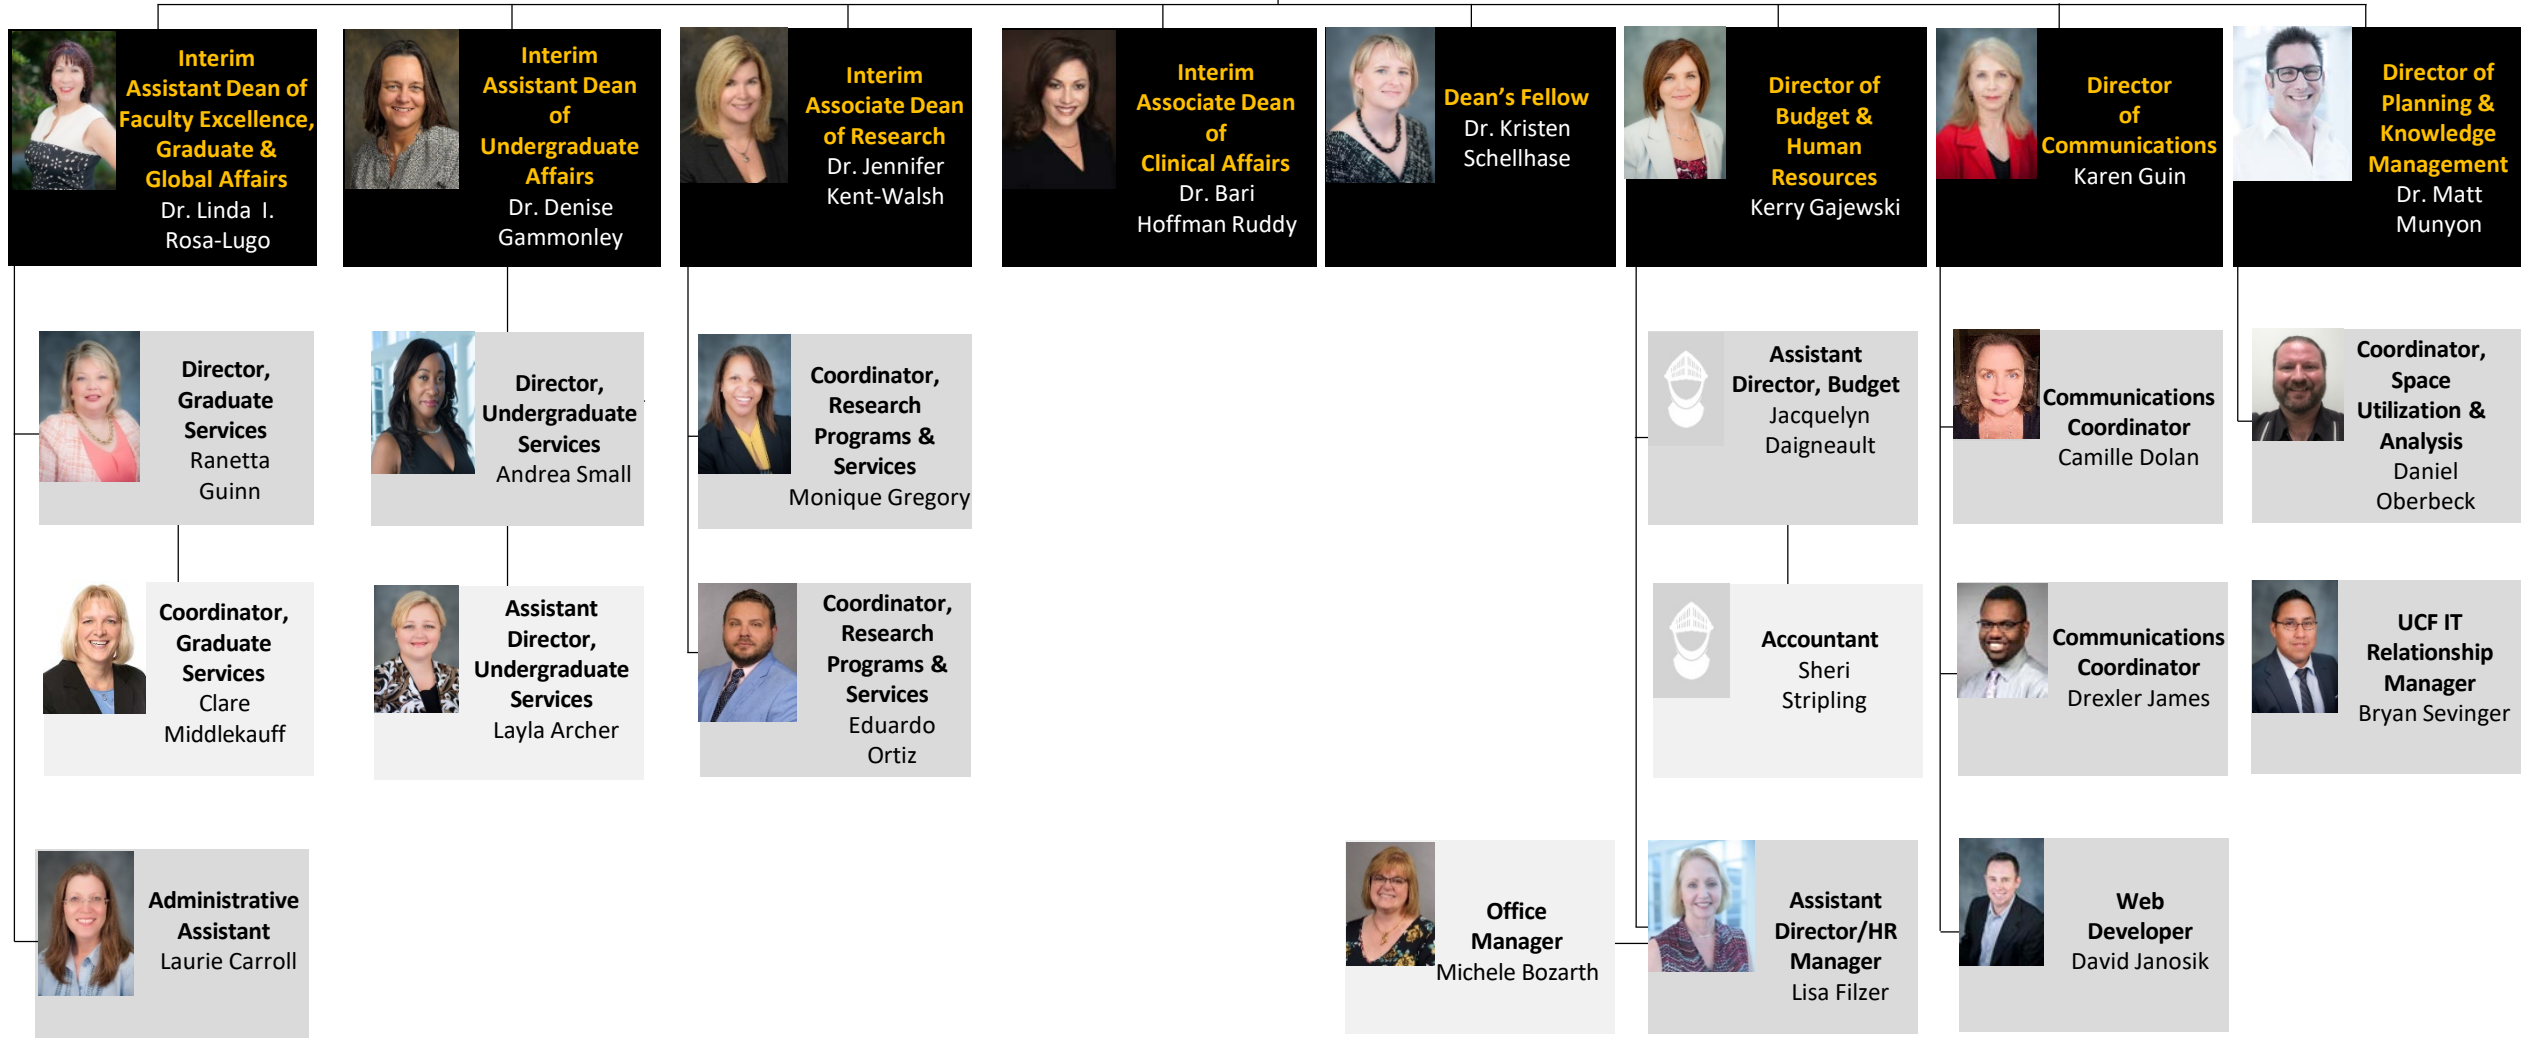 Interim
Assistant Dean of
Faculty Excellence,
Graduate &
Global Affairs
Dr. Linda I.
Rosa-Lugo
Interim
Assistant Dean
of
Undergraduate
Affairs
Dr. Denise
Gammonley
Interim
Associate Dean
of Research
Dr. Jennifer
Kent-Walsh
Interim
Associate Dean
of
Clinical Affairs
Dr. Bari
Hoffman Ruddy
Dean’s Fellow
Dr. Kristen
Schellhase
Director of
Budget &
Human
Resources
Kerry Gajewski
Director
of
Communications
Karen Guin
Director of
Planning &
Knowledge
Management
Dr. Matt
Munyon
Director,
Graduate
Services
Ranetta
Guinn
Director,
Undergraduate
Services
Andrea Small
Coordinator,
Research
Programs &
Services
Monique Gregory
Assistant
Director, Budget
Jacquelyn
Daigneault
Communications
Coordinator
Camille Dolan
Coordinator,
Space
Utilization &
Analysis
Daniel
Oberbeck
Coordinator,
Graduate
Services
Clare
Middlekauff
Assistant
Director,
Undergraduate
Services
Layla Archer
Coordinator,
Research
Programs &
Services
Eduardo
Ortiz
Accountant
Sheri
Stripling
Communications
Coordinator
Drexler James
UCF IT
Relationship
Manager
Bryan Sevinger
Administrative
Assistant
Laurie Carroll
Office
Manager
Michele Bozarth
Assistant
Director/HR
Manager
Lisa Filzer
Web
Developer
David Janosik